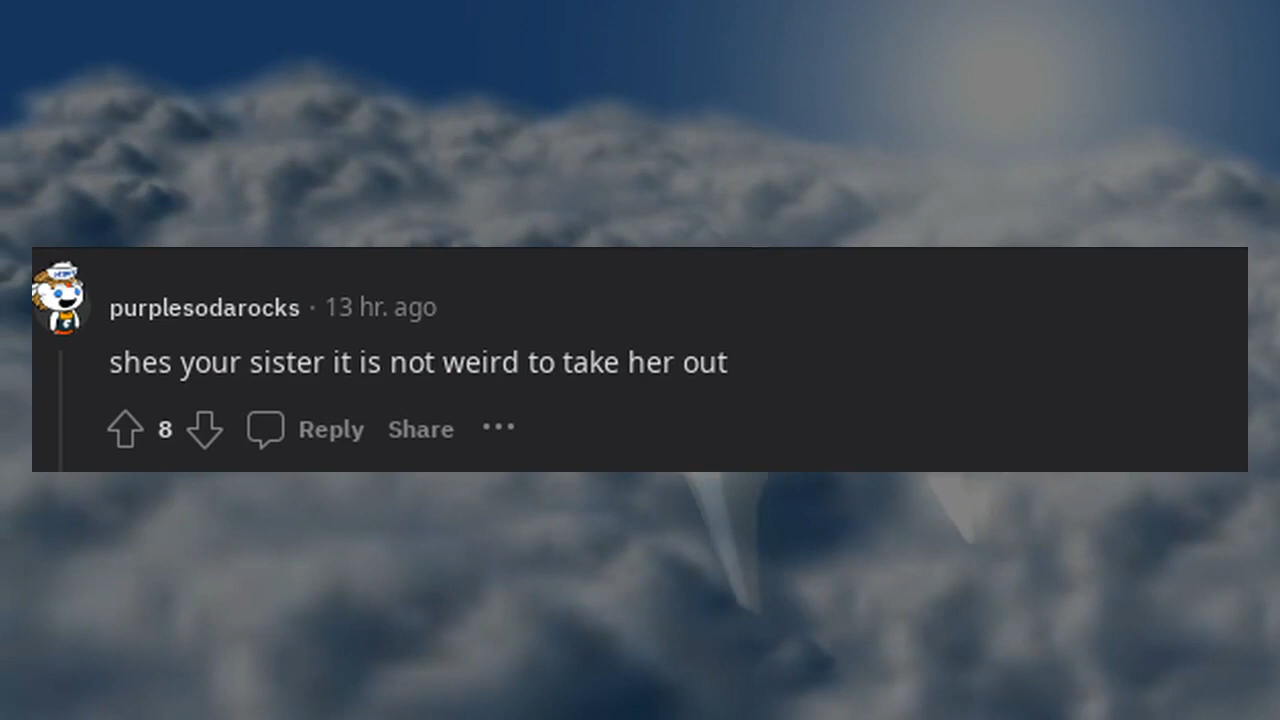 purplesodarocks · 13 hr. ago
shes your sister it is not weird to take her out
8 Reply Share ···